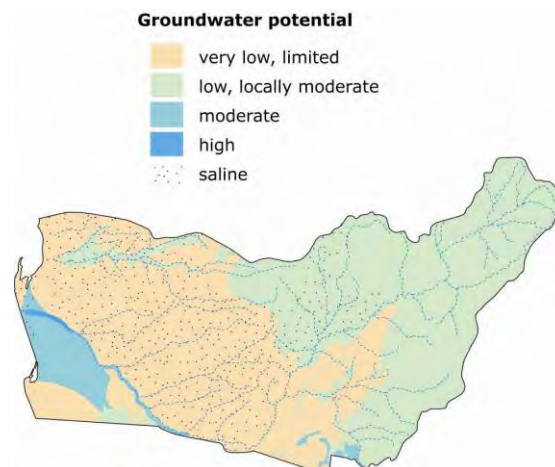 Groundwater potential
very low, limited
low, locally moderate
moderate
high
saline